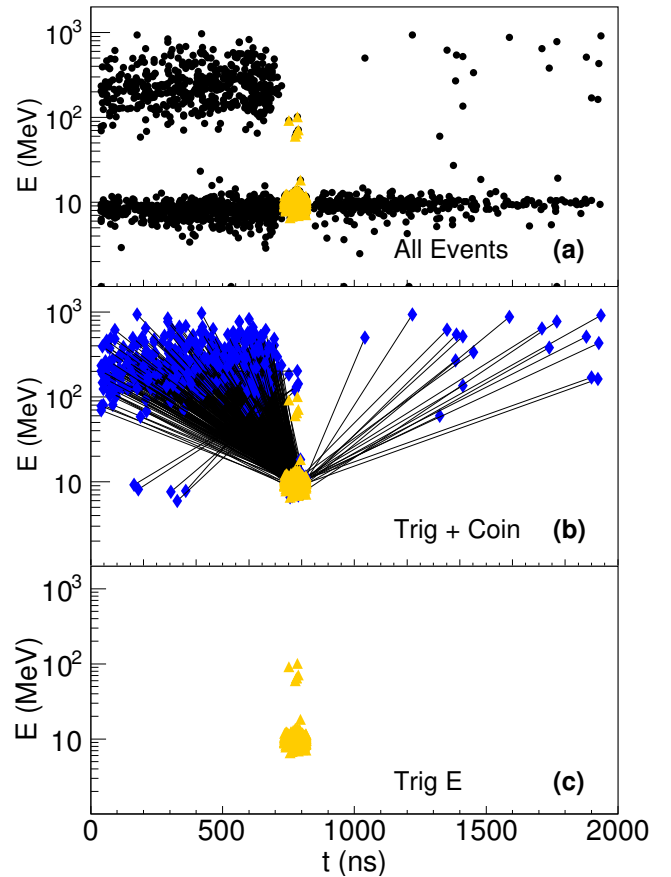 10³
10²
10
E (MeV)
All Events (a)
10³
10²
10
E (MeV)
Trig + Coin (b)
10³
10²
10
E (MeV)
Trig E (c)
0 500 1000 1500 2000
t (ns)